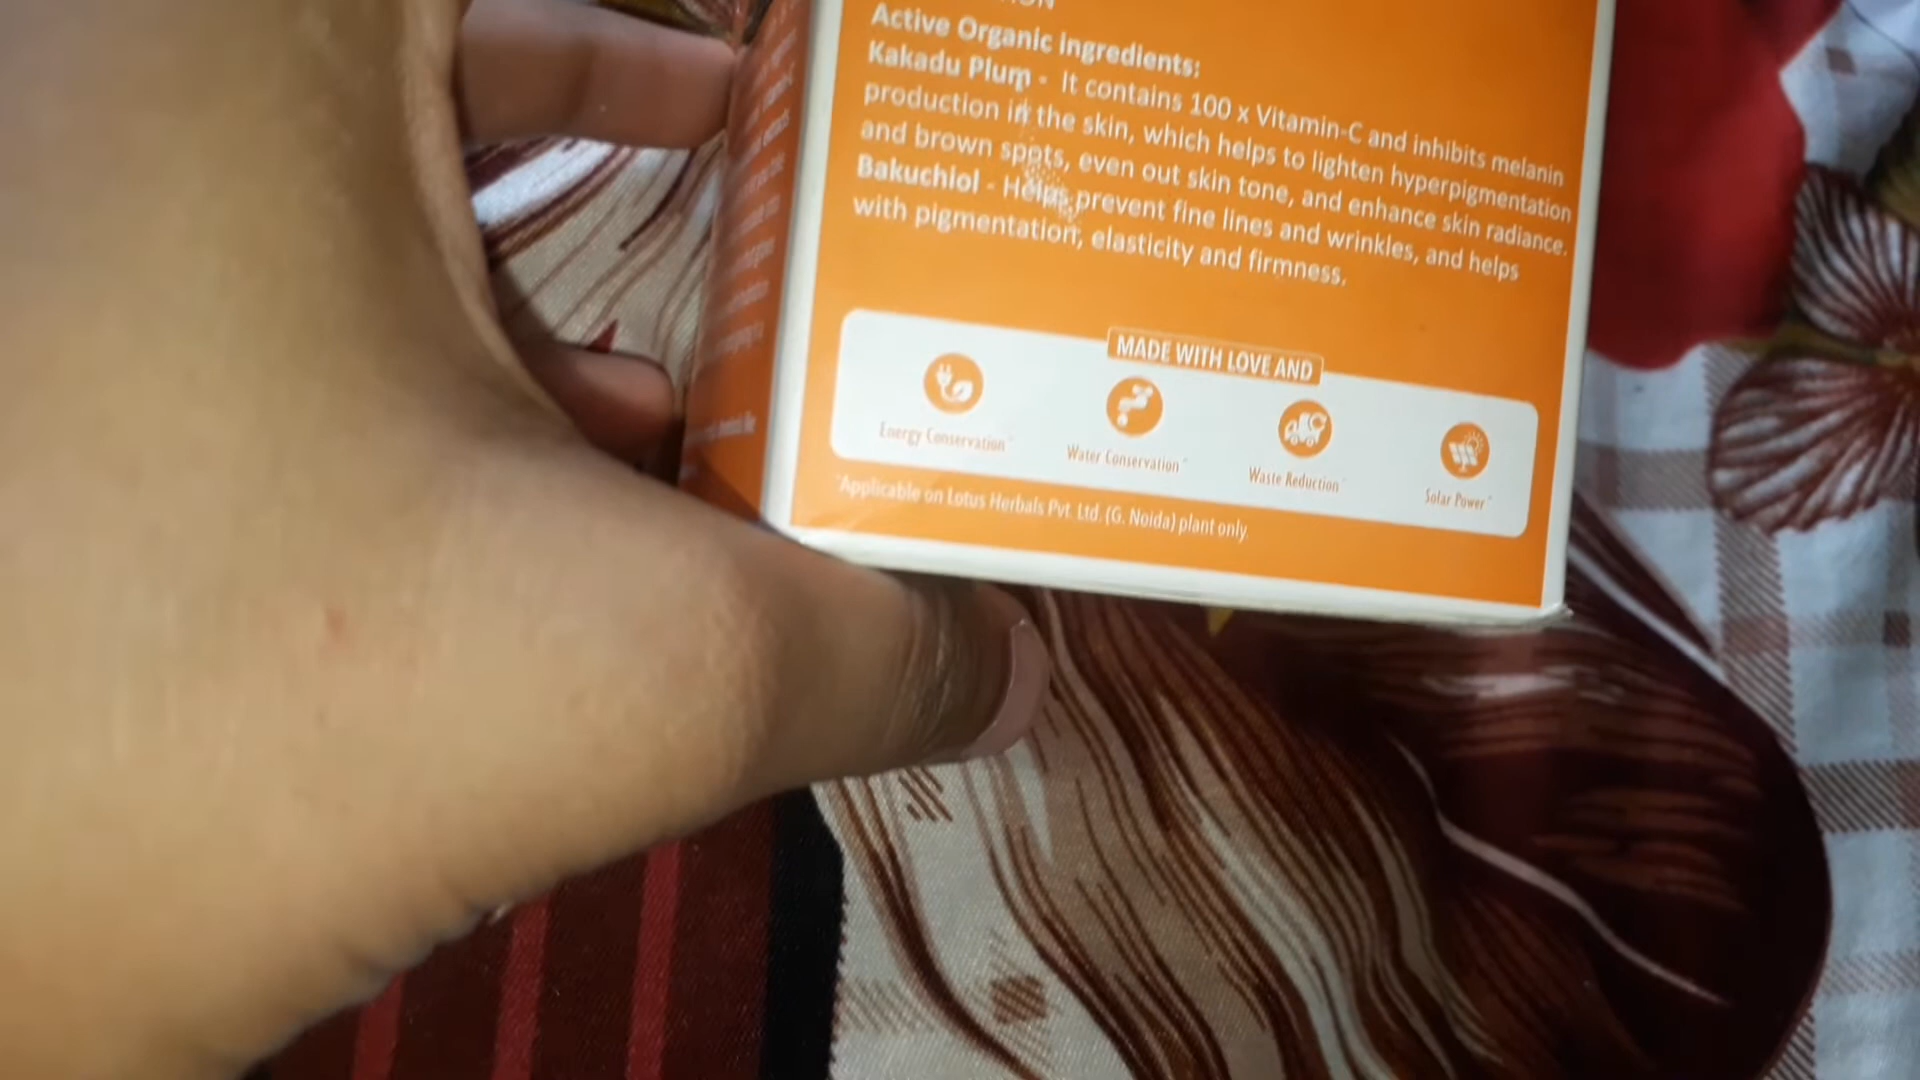 Active Organic ingredients:
Kakadu Plum - It contains 100 x Vitamin-C and inhibits melanin
production in the skin, which helps to lighten hyperpigmentation
and brown spots, even out skin tone, and enhance skin radiance.
Bakuchiol - Helps prevent fine lines and wrinkles, and helps
with pigmentation, elasticity and firmness.
MADE WITH LOVE AND
Energy Conservation*
Water Conservation*
Waste Reduction*
Solar Power*
*Applicable on Lotus Herbals Pvt. Ltd. (G. Noida) plant only.